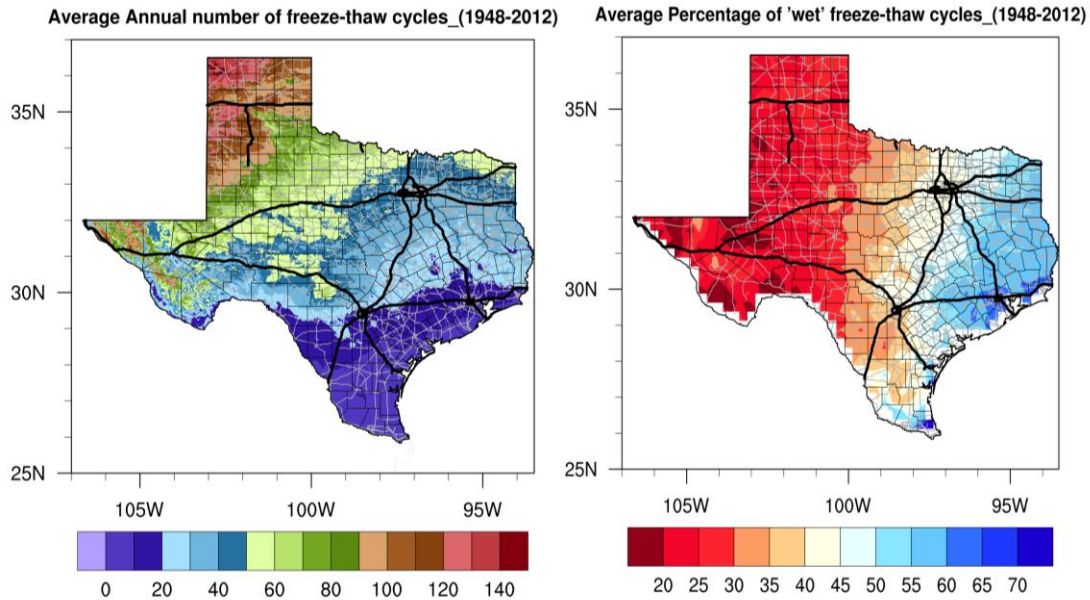 Average Annual number of freeze-thaw cycles_(1948-2012)
35N
30N
25N
105W 100W 95W
0 20 40 60 80 100 120 140
Average Percentage of 'wet' freeze-thaw cycles_(1948-2012)
35N
30N
25N
105W 100W 95W
20 25 30 35 40 45 50 55 60 65 70